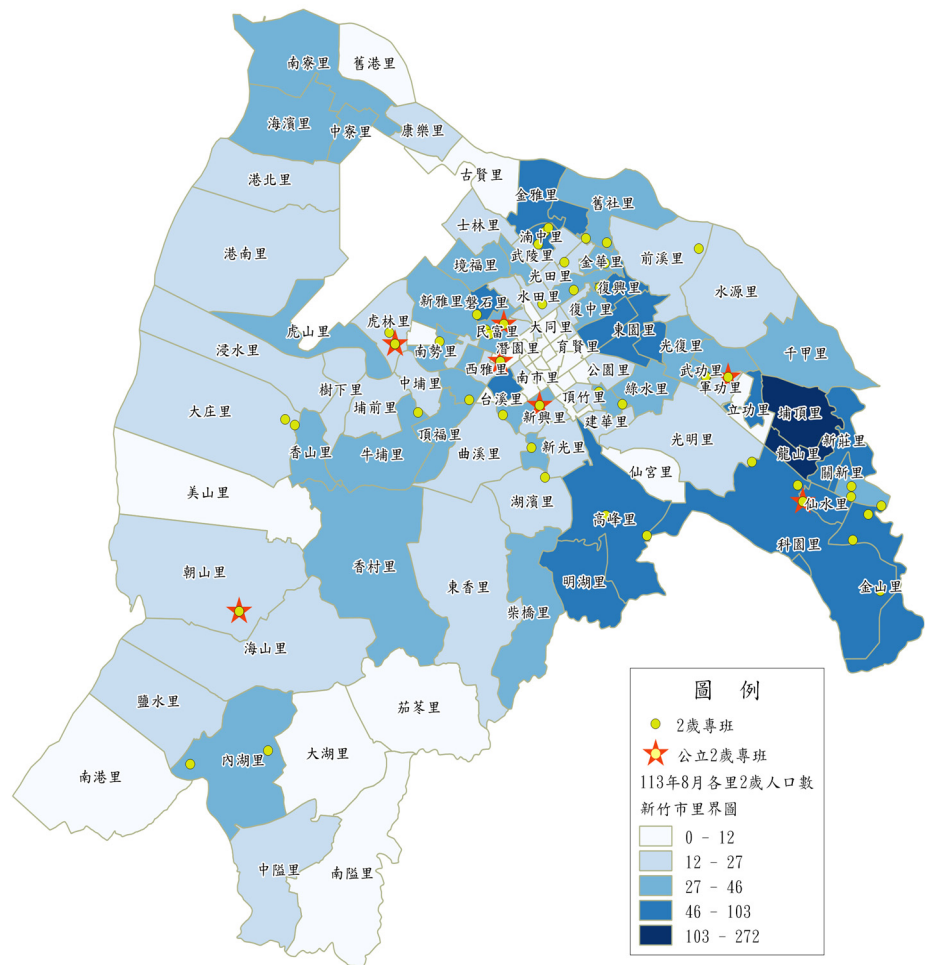 南寮里
舊港里
海濱里
中寮里
康樂里
港北里
古賢里
金雅里
舊社里
士林里
湳中里
港南里
武陵里
金華里
前溪里
境福里
光田里
水源里
新雅里
磐石里
水田里
復興里
復中里
虎山里
虎林里
民富里
大同里
東園里
光復里
千甲里
浸水里
南勢里
潛園里
育賢里
西雅里
公園里
武功里
樹下里
中埔里
南市里
軍功里
綠水里
大庄里
埔前里
台溪里
頂竹里
立功里
埔頂里
新興里
建華里
頂福里
新莊里
光明里
香山里
牛埔里
曲溪里
新光里
龍山里
仙宮里
關新里
美山里
湖濱里
仙水里
高峰里
科園里
朝山里
香村里
東香里
明湖里
金山里
柴橋里
海山里
鹽水里
茄苳里
大湖里
內湖里
南港里
中隘里
南隘里
圖 例
2歲專班
公立2歲專班
113年8月各里2歲人口數
新竹市里界圖
0 - 12
12 - 27
27 - 46
46 - 103
103 - 272